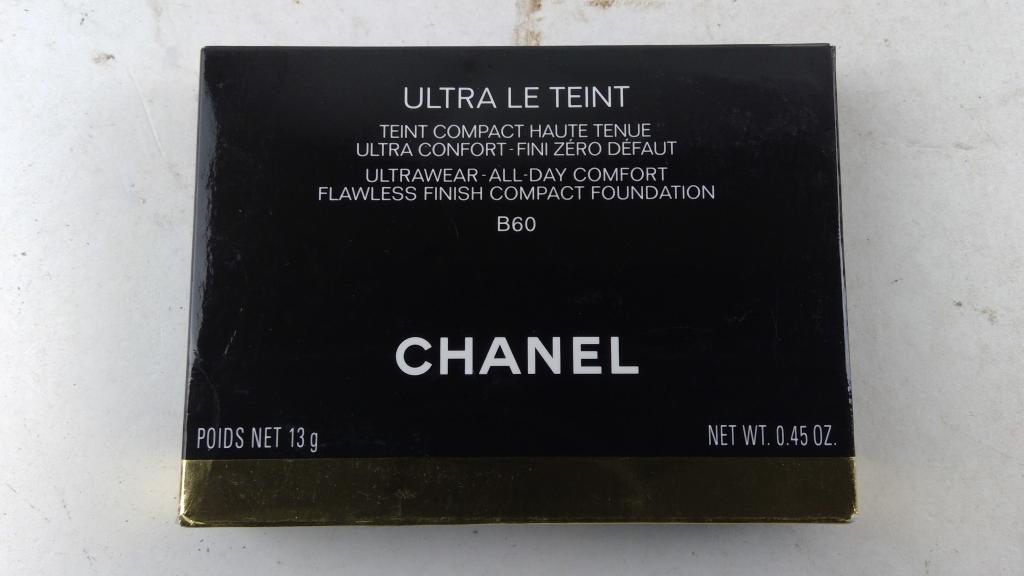 ULTRA LE TEINT
TEINT COMPACT HAUTE TENUE
ULTRA CONFORT-FINI ZÉRO DÉFAUT
ULTRAWEAR-ALL-DAY COMFORT
FLAWLESS FINISH COMPACT FOUNDATION
B60
CHANEL
POIDS NET 13 g NET WT. 0.45 OZ.